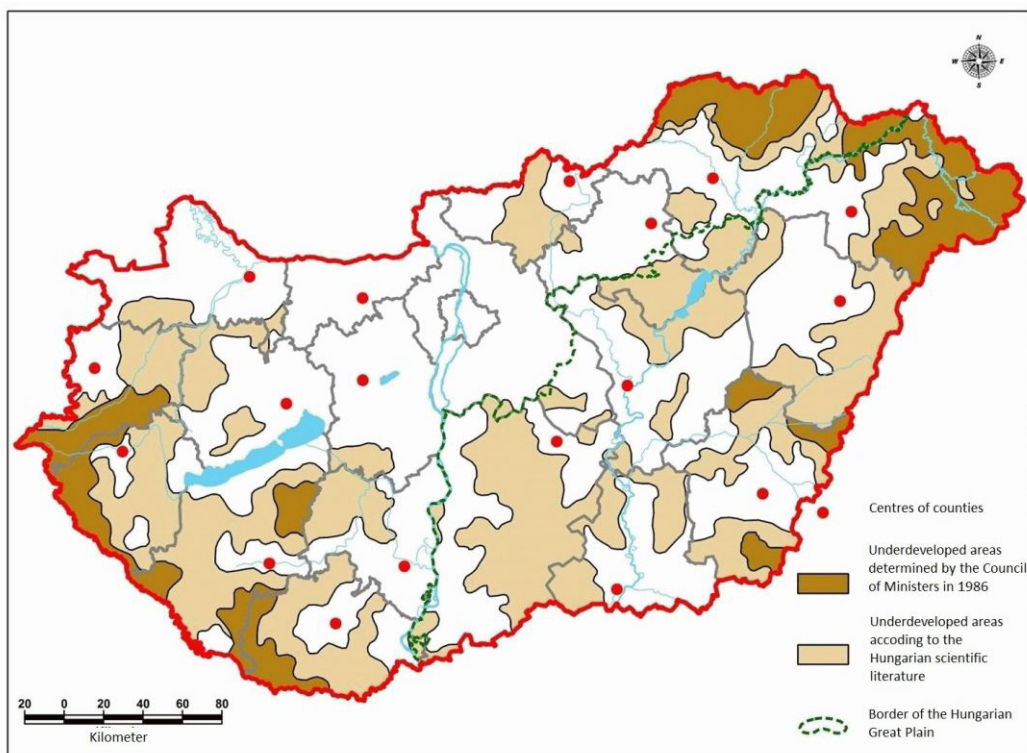 N
W E
S
Centres of counties
Underdeveloped areas
determined by the Council
of Ministers in 1986
Underdeveloped areas
accoding to the
Hungarian scientific
literature
Border of the Hungarian
Great Plain
20 0 20 40 60 80
Kilometer